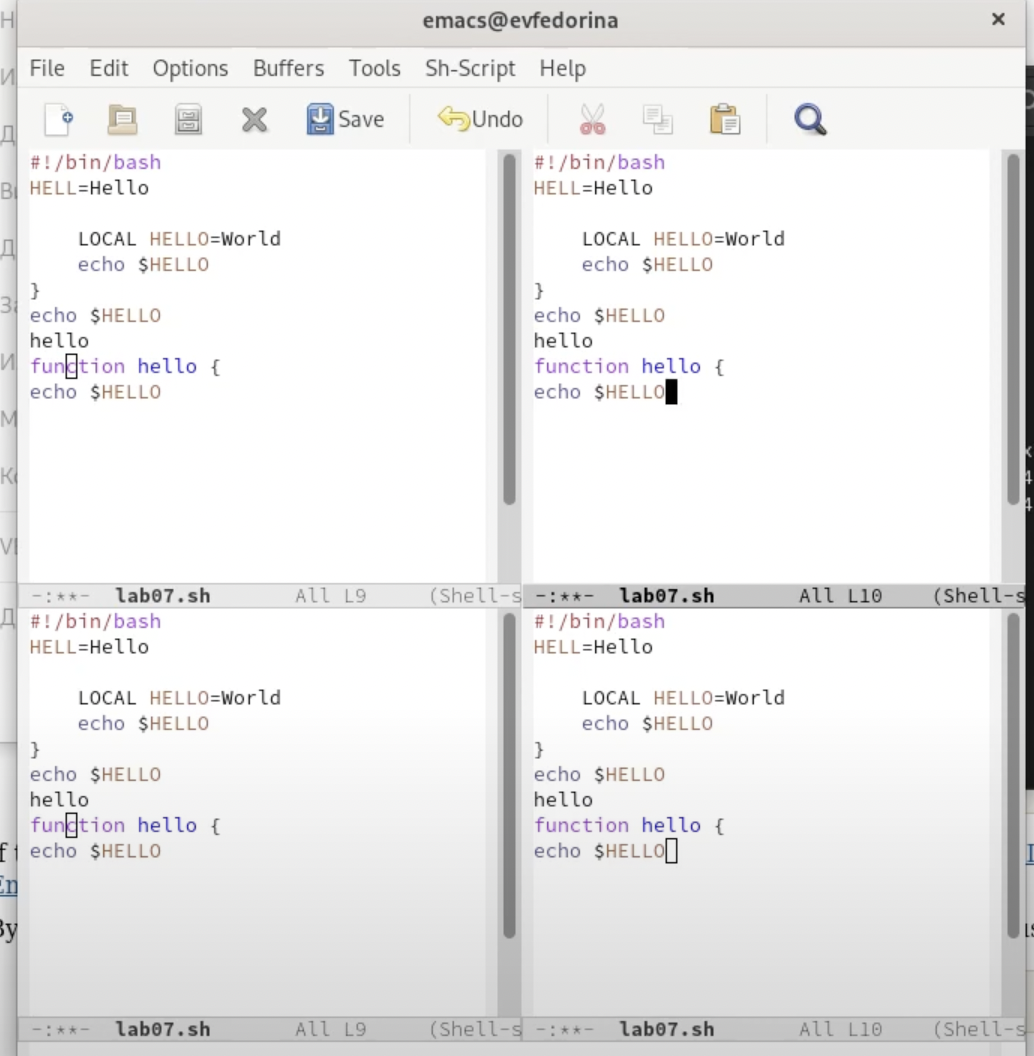 emacs@evfedorina ×
File Edit Options Buffers Tools Sh-Script Help
Save Undo
#!/bin/bash
HELL=Hello
LOCAL HELLO=World
echo $HELLO
}
echo $HELLO
hello
function hello {
echo $HELLO
-:**- lab07.sh All L9 (Shell-s
#!/bin/bash
HELL=Hello
LOCAL HELLO=World
echo $HELLO
}
echo $HELLO
hello
function hello {
echo $HELLO
-:**- lab07.sh All L10 (Shell-s
#!/bin/bash
HELL=Hello
LOCAL HELLO=World
echo $HELLO
}
echo $HELLO
hello
function hello {
echo $HELLO
-:**- lab07.sh All L9 (Shell-s
#!/bin/bash
HELL=Hello
LOCAL HELLO=World
echo $HELLO
}
echo $HELLO
hello
function hello {
echo $HELLO
-:**- lab07.sh All L10 (Shell-s